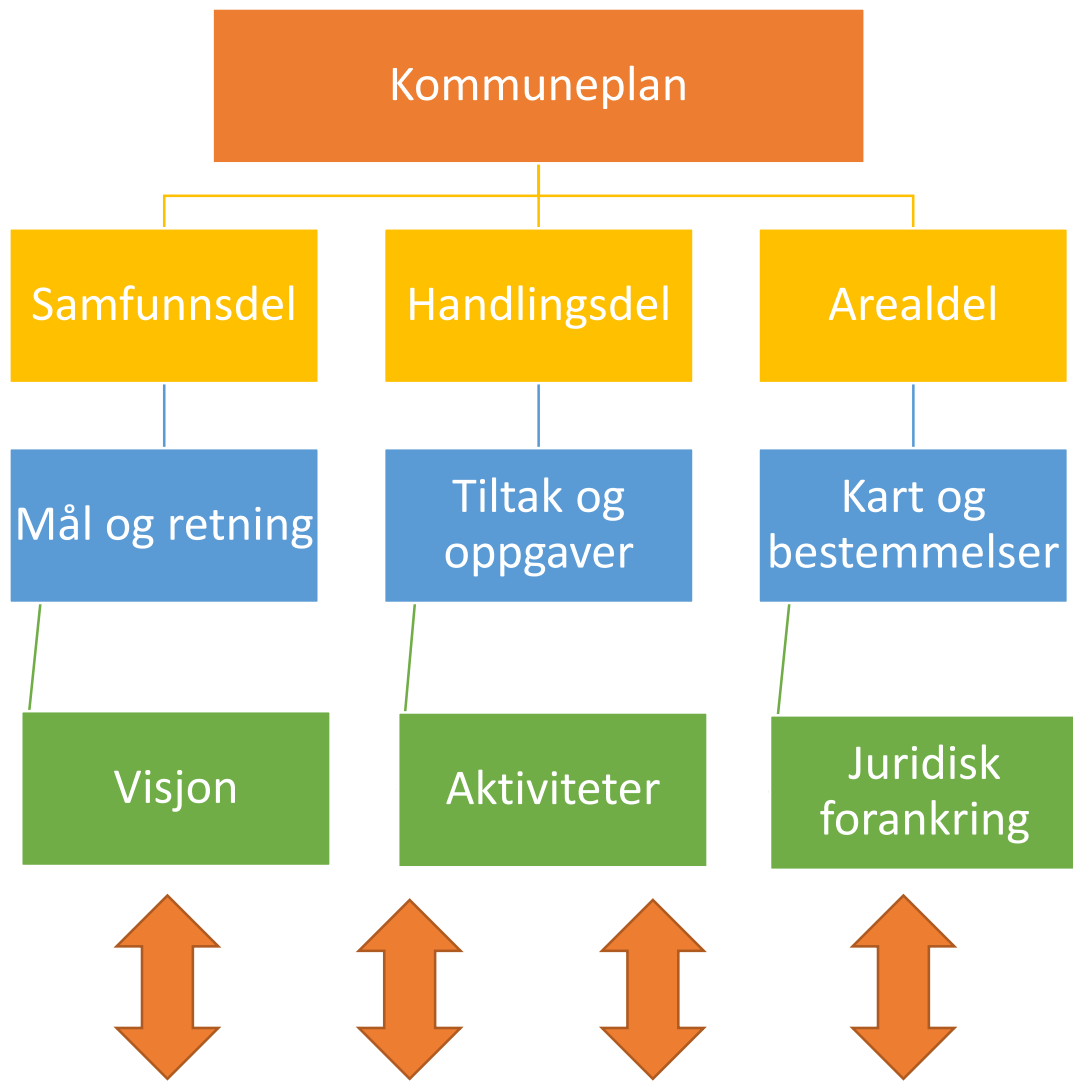 Kommuneplan
Samfunnsdel
Handlingsdel
Arealdel
Mål og retning
Tiltak og
oppgaver
Kart og
bestemmelser
Visjon
Aktiviteter
Juridisk
forankring